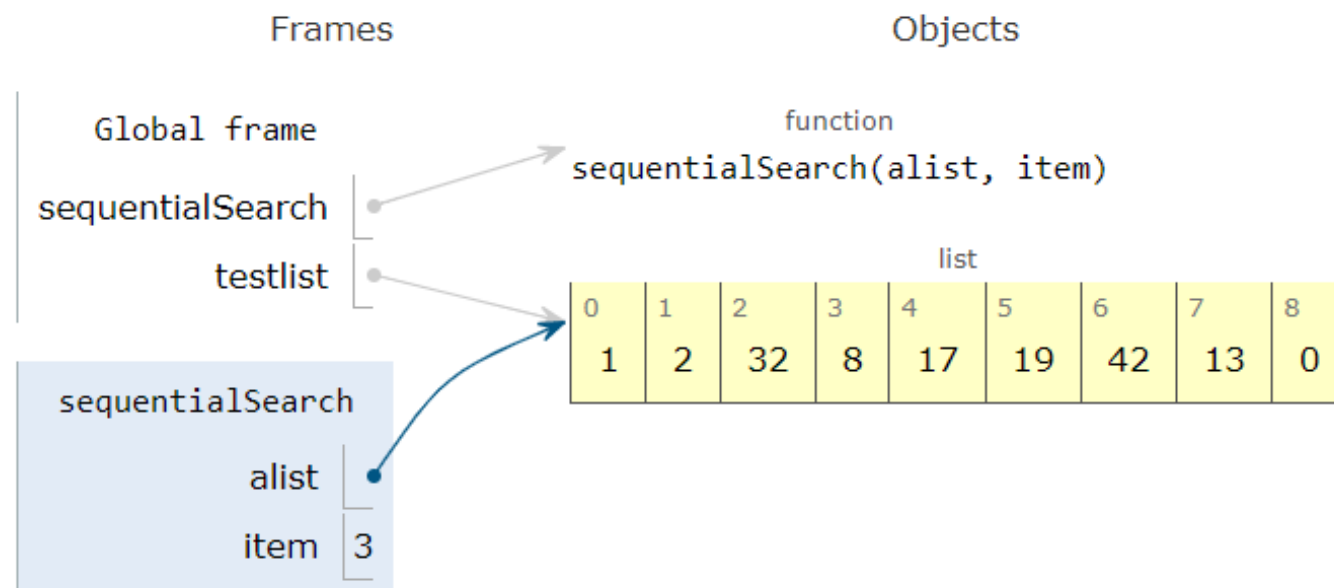 Frames Objects
Global frame
function
sequentialSearch(alist, item)
sequentialSearch
testlist
list
0 1 2 3 4 5 6 7 8
1 2 32 8 17 19 42 13 0
sequentialSearch
alist
item 3